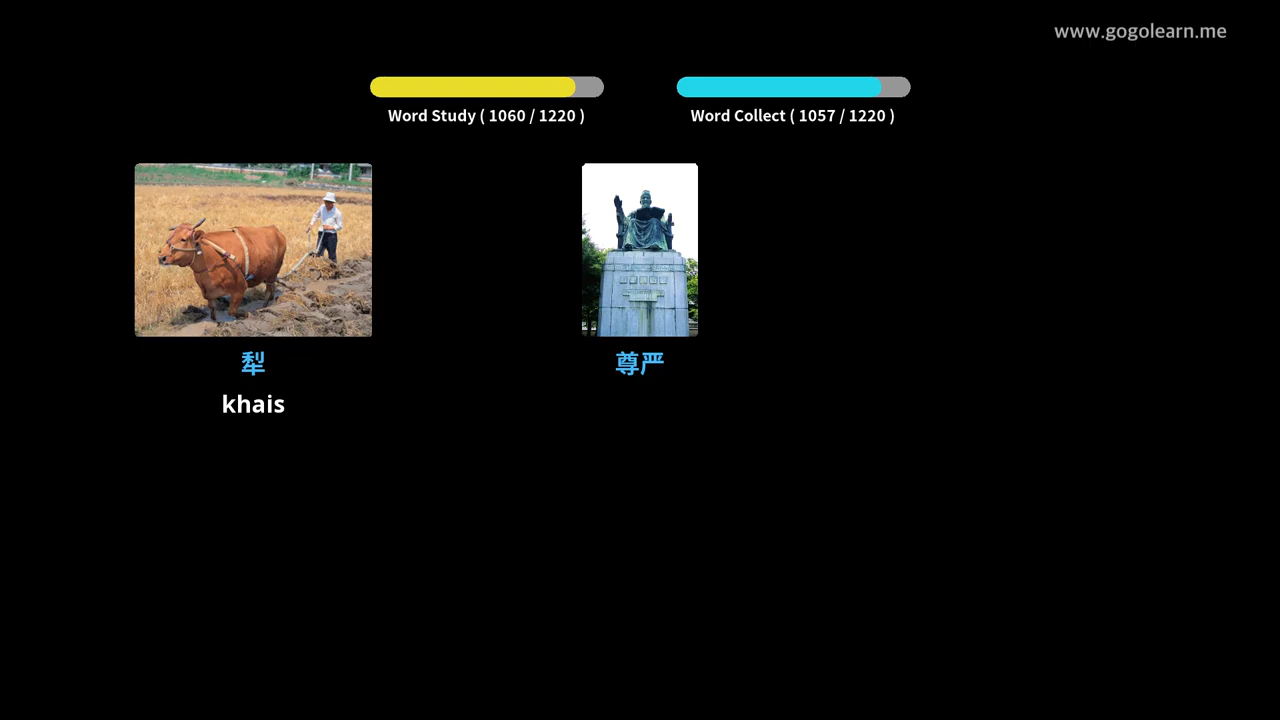 www.gogolearn.me
Word Study ( 1060 / 1220 )
Word Collect ( 1057 / 1220 )
犁
尊严
khais